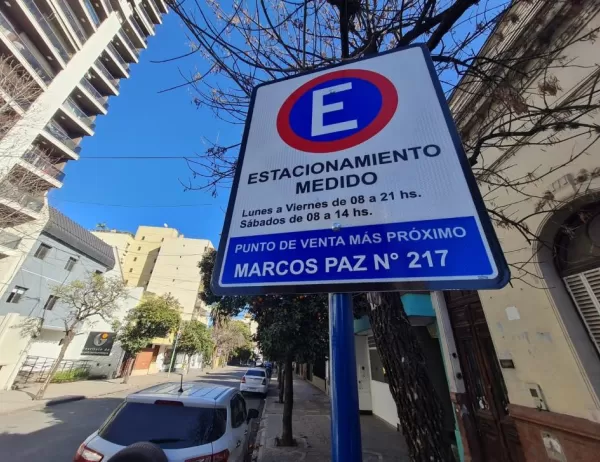 E
ESTACIONAMIENTO
MEDIDO
Lunes a Viernes de 08 a 21 hs.
Sábados de 08 a 14 hs.
PUNTO DE VENTA MÁS PRÓXIMO
MARCOS PAZ N° 217